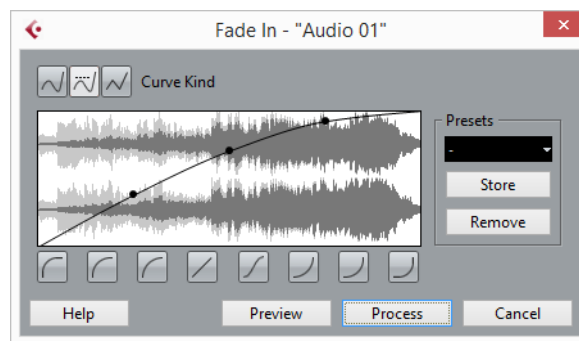 Fade In - "Audio 01"
Curve Kind
Presets
-
Store
Remove
Help
Preview
Process
Cancel